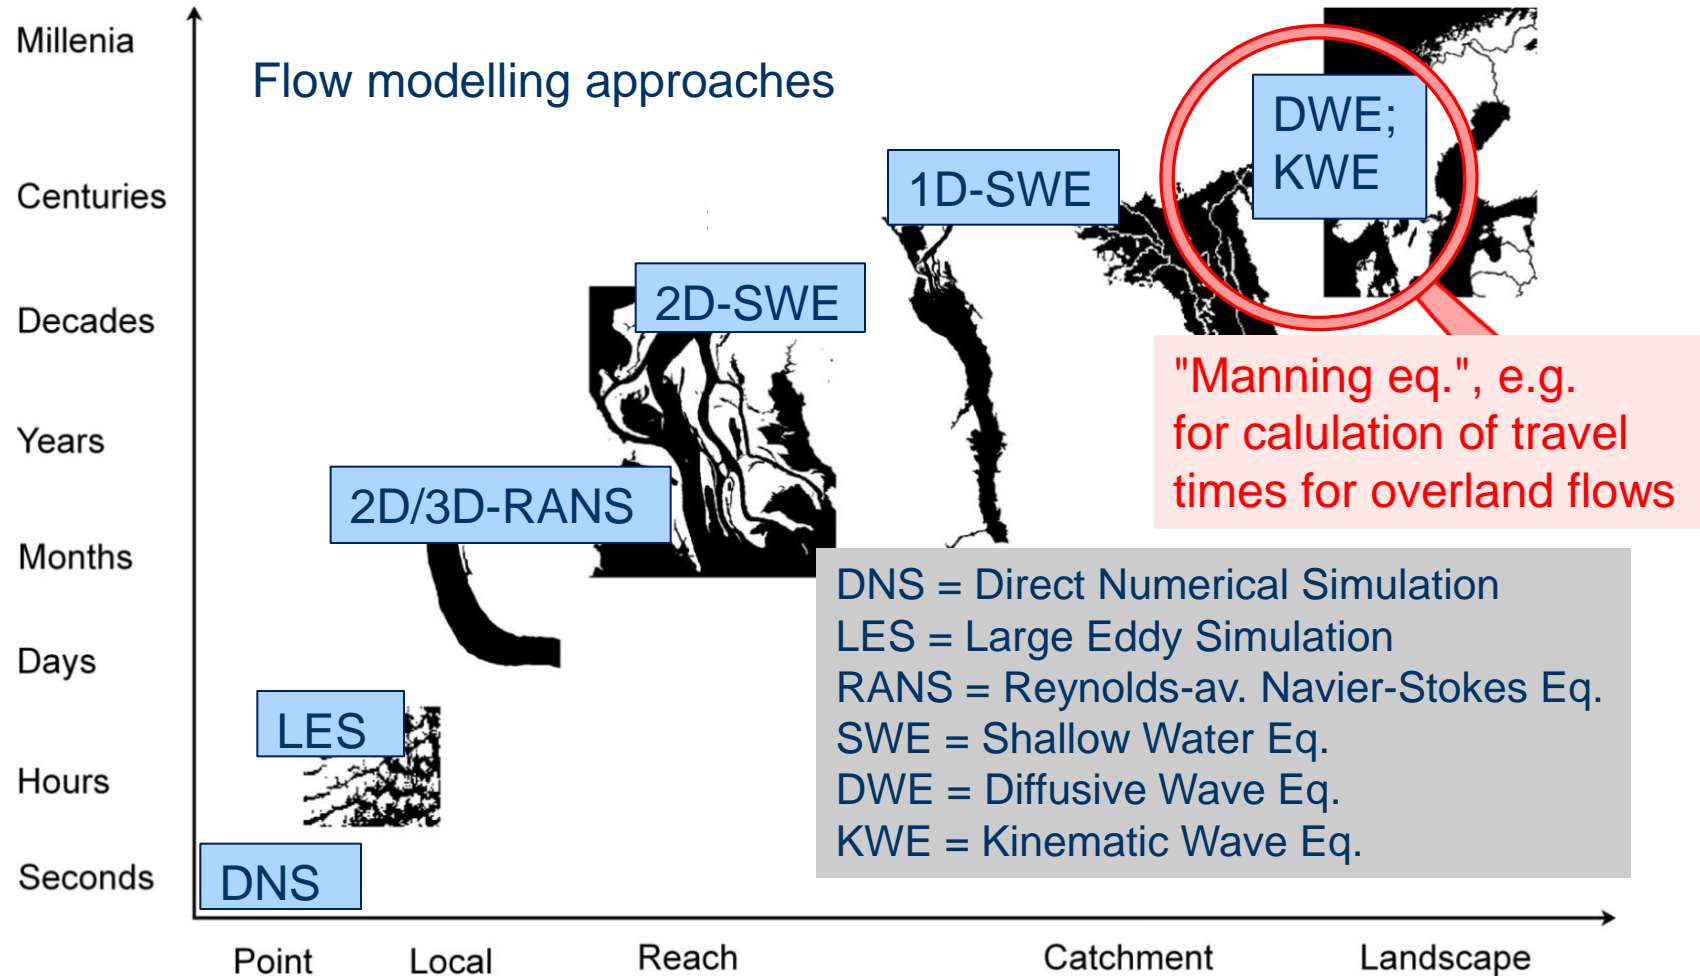 Millenia
Flow modelling approaches
DWE;
KWE
1D-SWE
Centuries
2D-SWE
Decades
"Manning eq.", e.g.
for calulation of travel
times for overland flows
Years
2D/3D-RANS
Months
DNS = Direct Numerical Simulation
LES = Large Eddy Simulation
RANS = Reynolds-av. Navier-Stokes Eq.
SWE = Shallow Water Eq.
DWE = Diffusive Wave Eq.
KWE = Kinematic Wave Eq.
Days
LES
Hours
Seconds
DNS
Point
Local
Reach
Catchment
Landscape